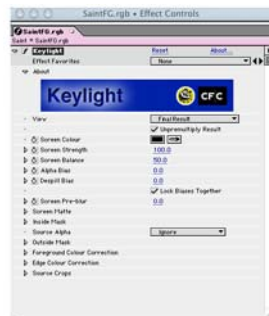 SaintFG.rgb • Effect Controls
SaintFG.rgb
Saint • SaintFG.rgb
Keylight Reset About...
Effect Favorites None
About
Keylight CFC
View Final Result
Unpremultiply Result
Screen Colour
Screen Strength 100.0
Screen Balance 50.0
Alpha Bias 0.0
Despill Bias 0.0
Lock Biases Together
Screen Pre-blur 0.0
Screen Matte
Inside Mask
Source Alpha Ignore
Outside Mask
Foreground Colour Correction
Edge Colour Correction
Source Crops